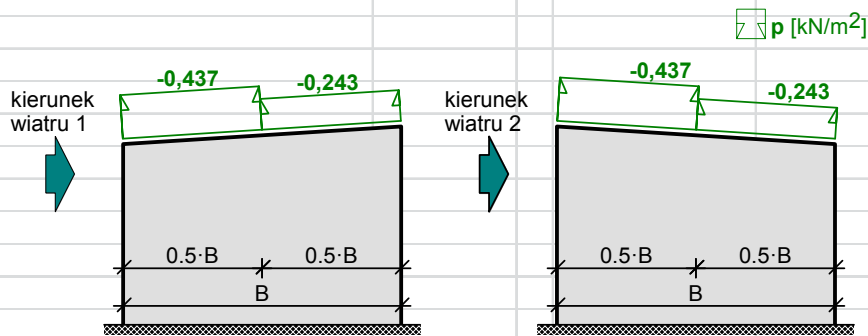 p [kN/m²]
-0,437
-0,243
kierunek
wiatru 1
0.5·B
0.5·B
B
-0,437
-0,243
kierunek
wiatru 2
0.5·B
0.5·B
B